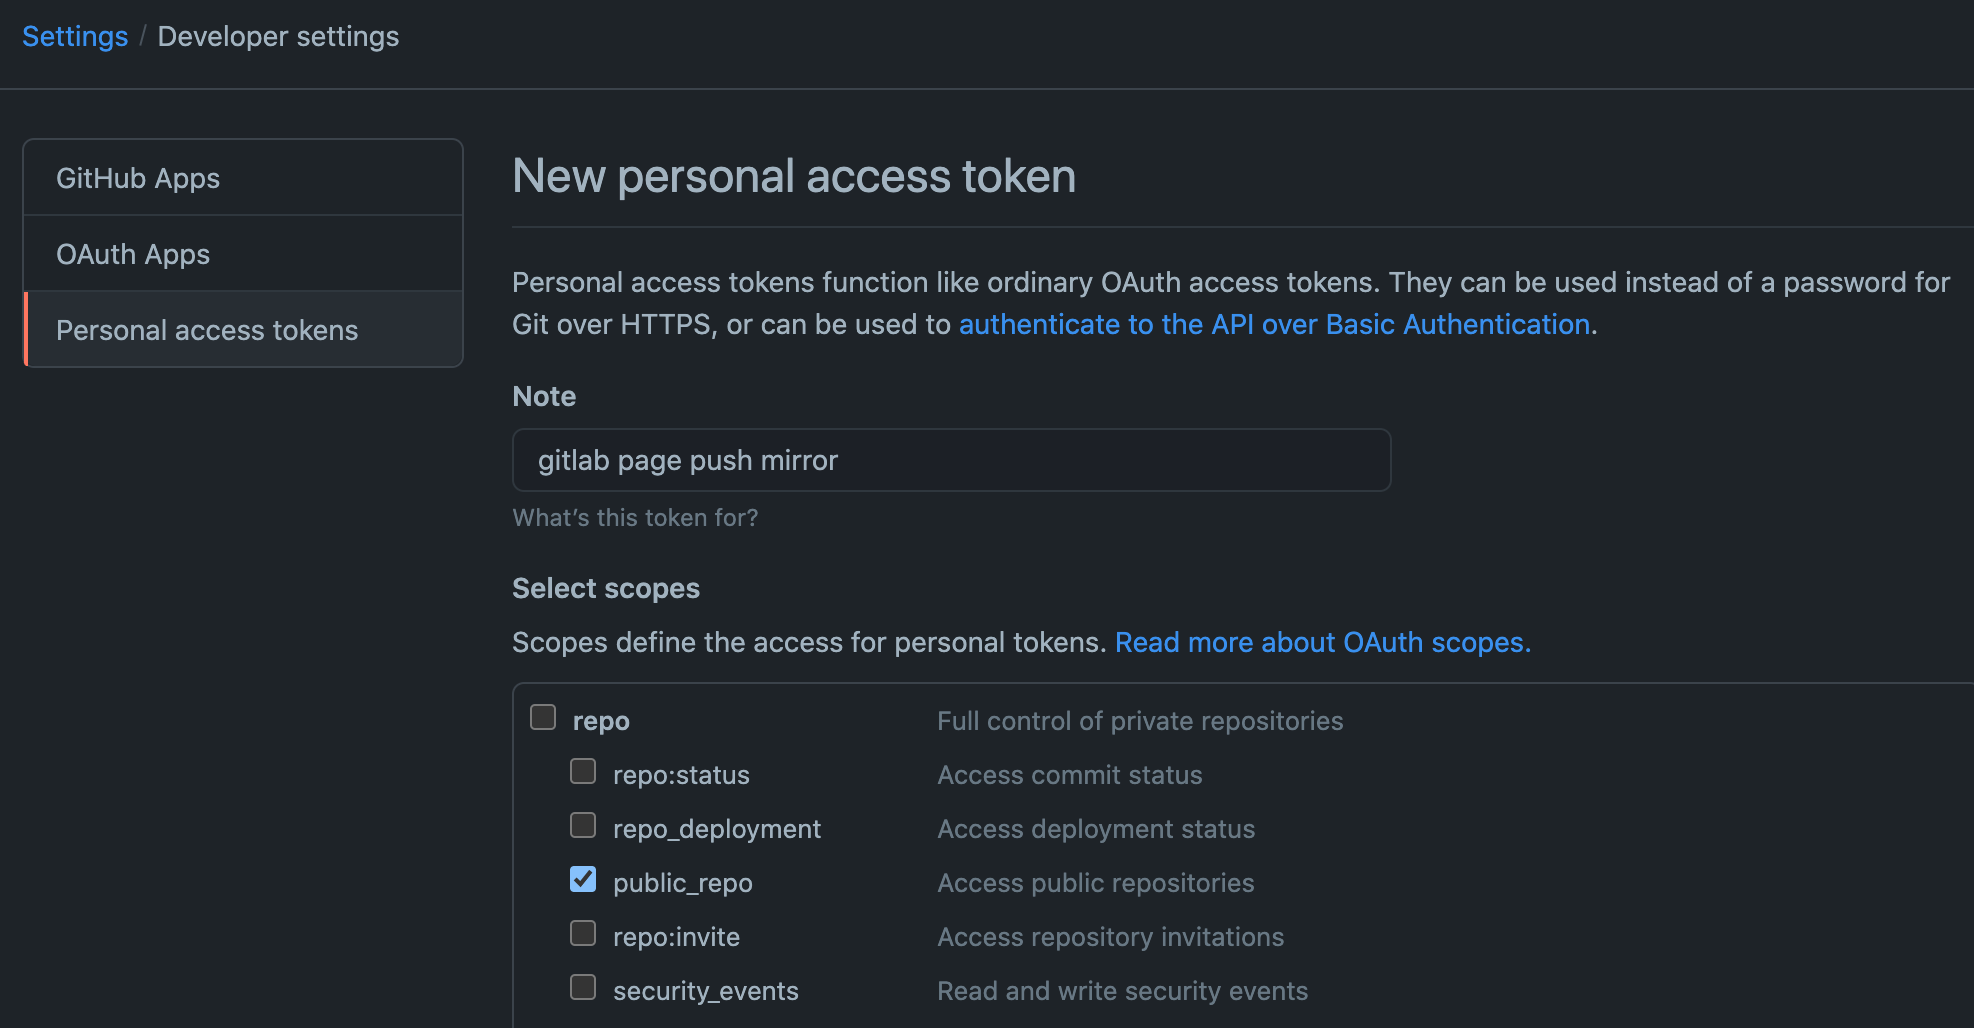 Settings / Developer settings
GitHub Apps
OAuth Apps
Personal access tokens
New personal access token
Personal access tokens function like ordinary OAuth access tokens. They can be used instead of a password for
Git over HTTPS, or can be used to authenticate to the API over Basic Authentication.
Note
gitlab page push mirror
What’s this token for?
Select scopes
Scopes define the access for personal tokens. Read more about OAuth scopes.
repo Full control of private repositories
repo:status Access commit status
repo_deployment Access deployment status
public_repo Access public repositories
repo:invite Access repository invitations
security_events Read and write security events